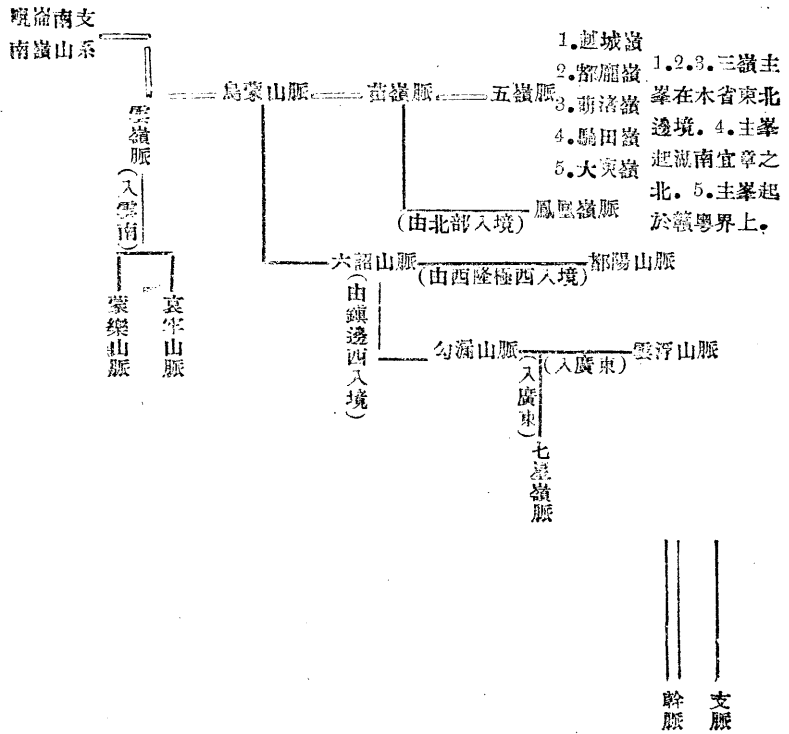 崑崙南支
南嶺山系
雲嶺脈
(入雲南)
蒙樂山脈
哀牢山脈
烏蒙山脈
苗嶺脈
五嶺脈
1.越城嶺
2.都龐嶺
3.萌渚嶺
4.騎田嶺
5.大庾嶺
1.2.3.三嶺主
峯在本省東北
邊境. 4.主峯
起湖南宜章之
北. 5.主峯起
於贛粵界上.
鳳凰嶺脈
(由北部入境)
六詔山脈
(由西隆極西入境)
都陽山脈
(由鎮邊西入境)
勾漏山脈
(入廣東)
雲浮山脈
(入廣東)
七星嶺脈
幹脈
支脈